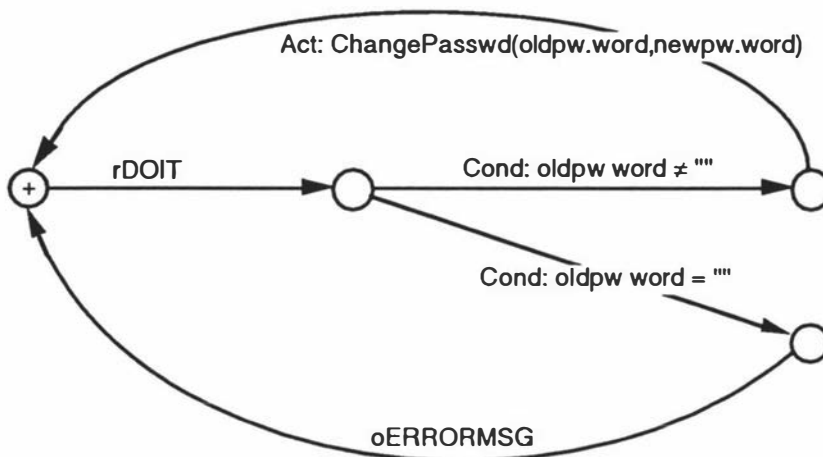 Act: ChangePasswd(oldpw.word,newpw.word)
rDOIT
Cond: oldpw word ≠ ""
+
Cond: oldpw word = ""
oERRORMSG